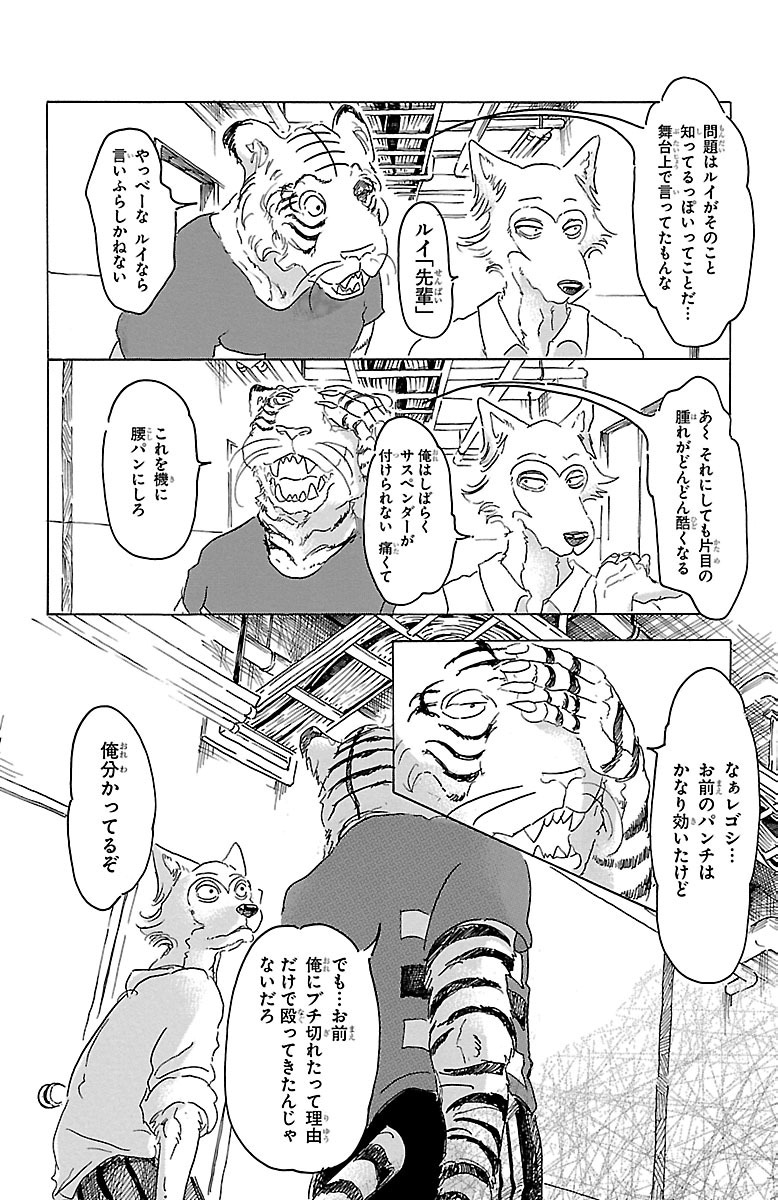 問題はルイがそのこと
知ってるっぽいってことだ…
舞台上で言ってたもんな
ルイ「先輩」
やっべーな ルイなら
言いふらしかねない
あ〜 それにしても片目の
腫れがどんどん酷くなる
俺はしばらく
サスペンダーが
付けられない 痛くて
これを機に
腰パンにしろ
なぁレゴシ…
お前のパンチは
かなり効いたけど
でも…お前
俺にブチ切れたって理由
だけで殴ってきたんじゃ
ないだろ
俺分かってるぞ